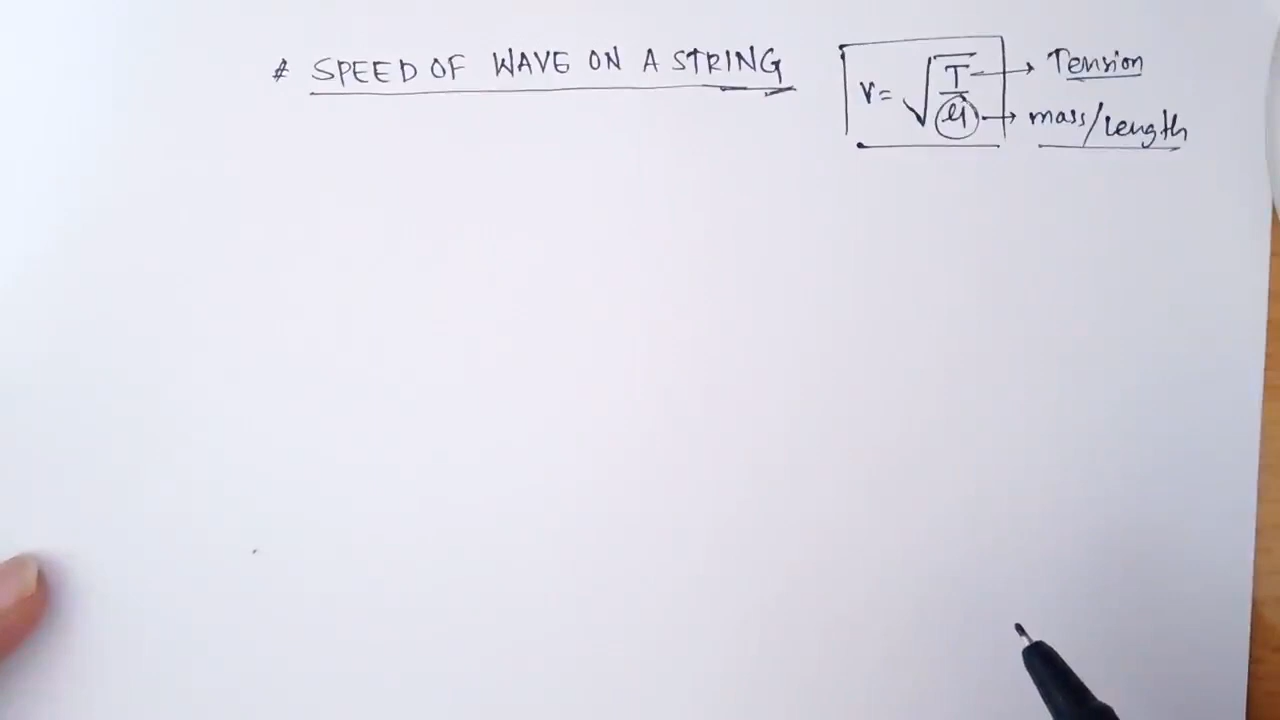 # SPEED OF WAVE ON A STRING
v = √(T/μ)
→ Tension
→ mass/length